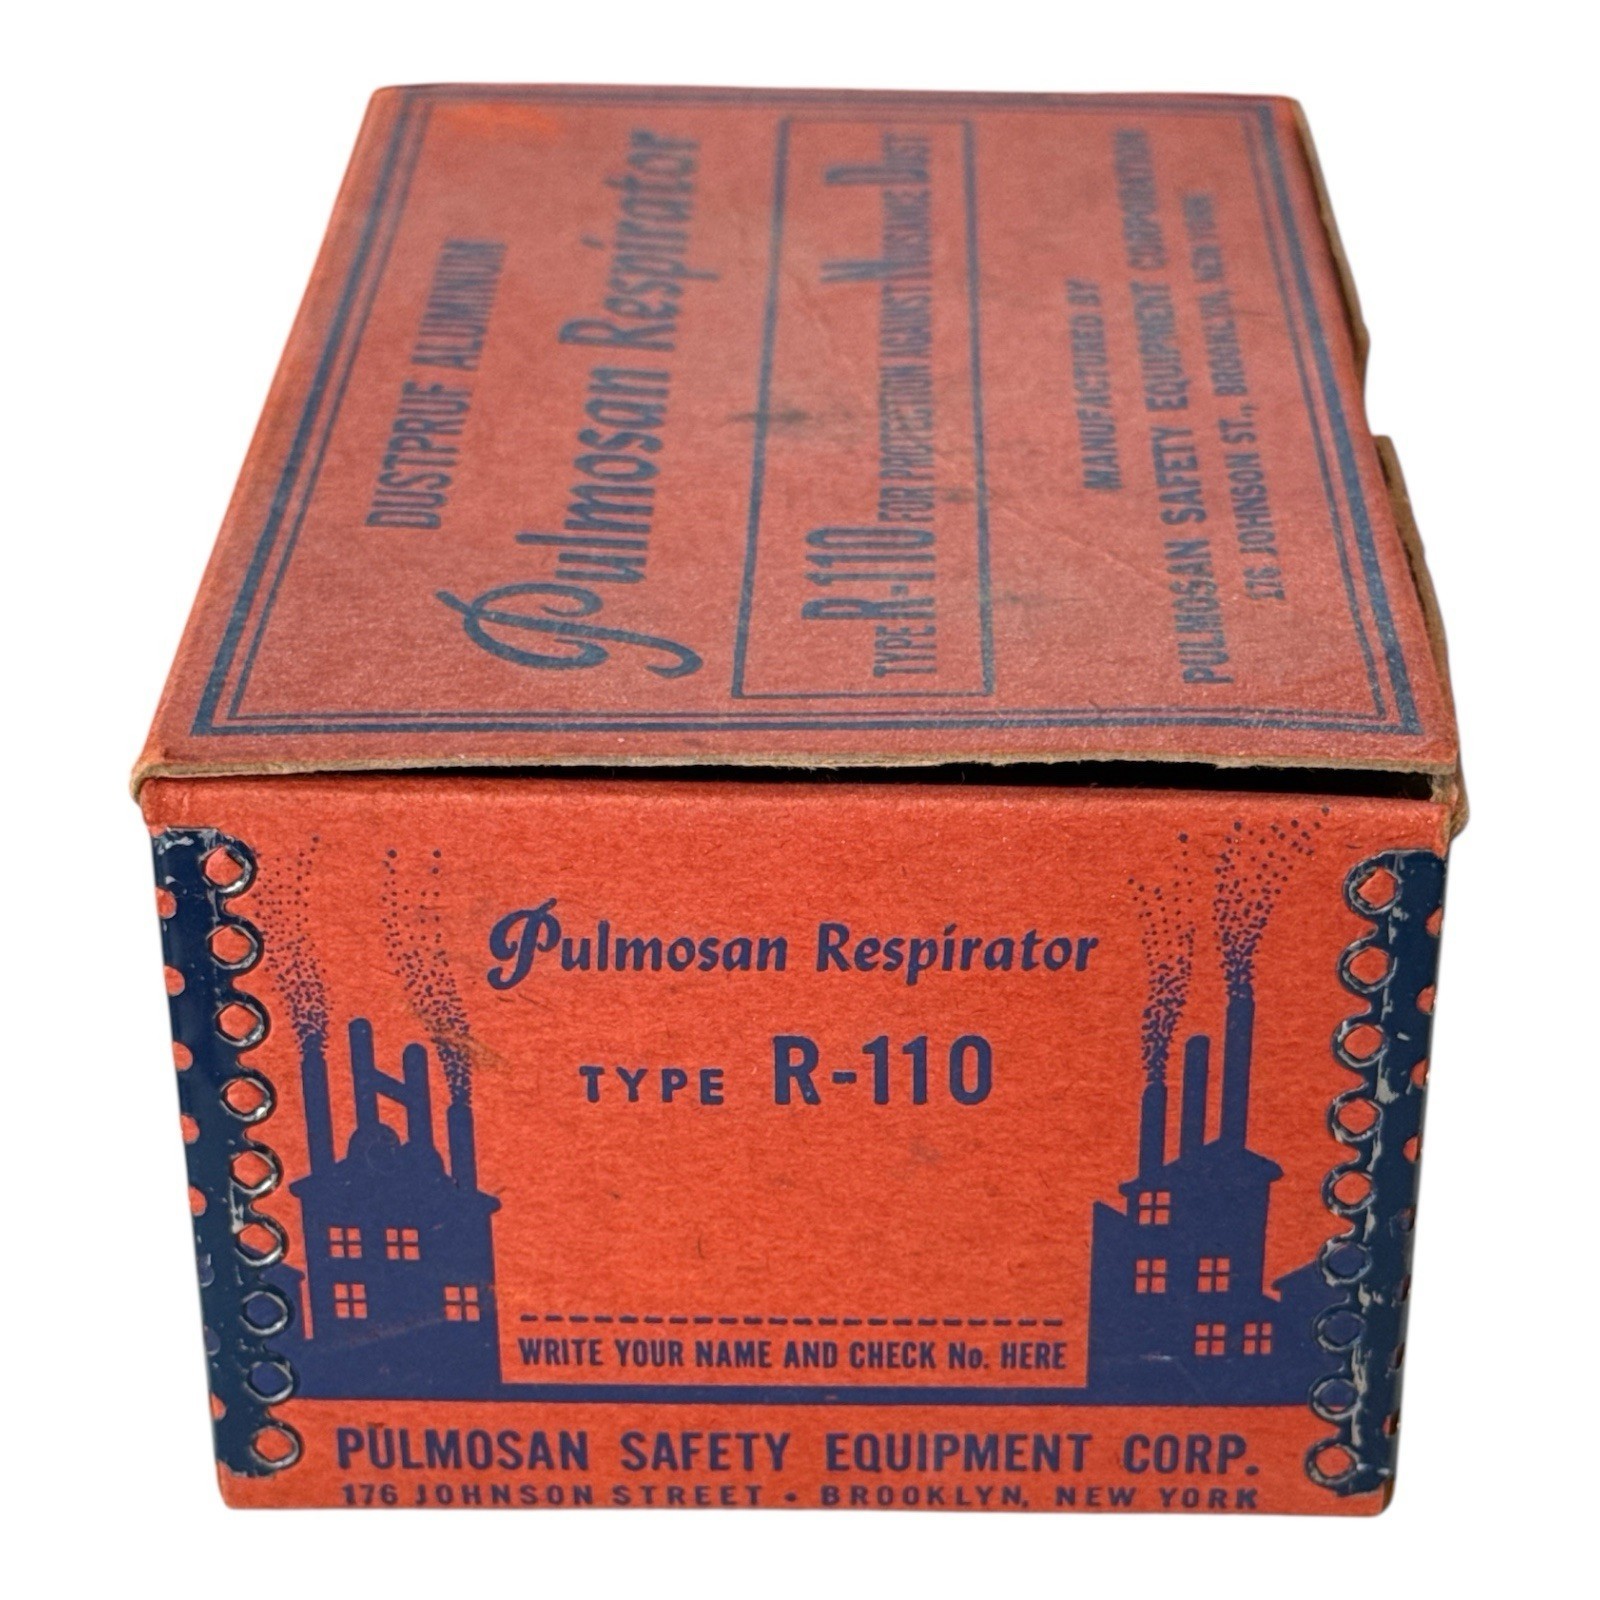 DUSTPRUF ALUMINUM
Pulmosan Respirator
TYPE R-110 FOR PROTECTION AGAINST NUISANCE DUST
MANUFACTURED BY
PULMOSAN SAFETY EQUIPMENT CORPORATION
176 JOHNSON ST., BROOKLYN, NEW YORK
Pulmosan Respirator
TYPE R-110
WRITE YOUR NAME AND CHECK No. HERE
PULMOSAN SAFETY EQUIPMENT CORP.
176 JOHNSON STREET • BROOKLYN, NEW YORK